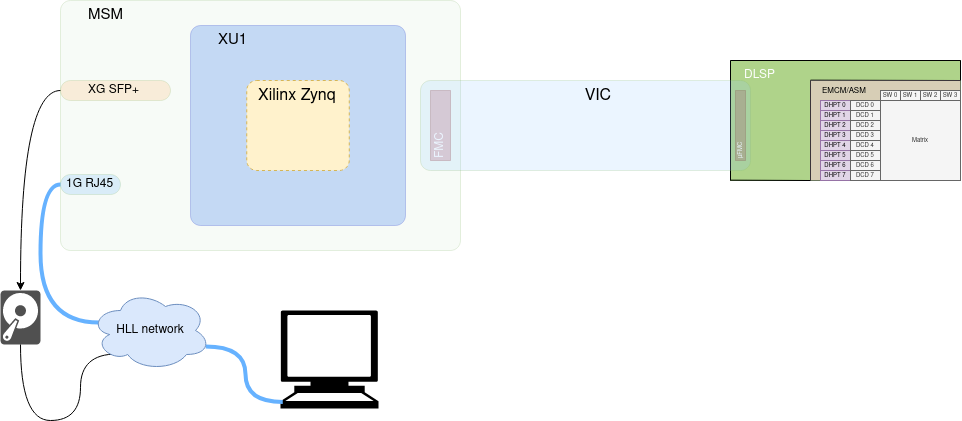 MSM
XU1
XG SFP+
Xilinx Zynq
1G RJ45
FMC
VIC
µFMC
DLSP
EMCM/ASM
SW 0 SW 1 SW 2 SW 3
DHPT 0 DCD 0
DHPT 1 DCD 1
DHPT 2 DCD 2
DHPT 3 DCD 3
DHPT 4 DCD 4
DHPT 5 DCD 5
DHPT 6 DCD 6
DHPT 7 DCD 7
Matrix
HLL network